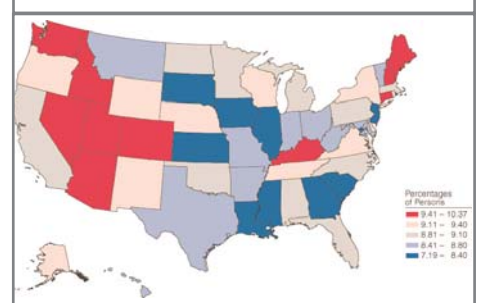 Percentages
of Persons
9.41 – 10.37
9.11 – 9.40
8.81 – 9.10
8.41 – 8.80
7.19 – 8.40